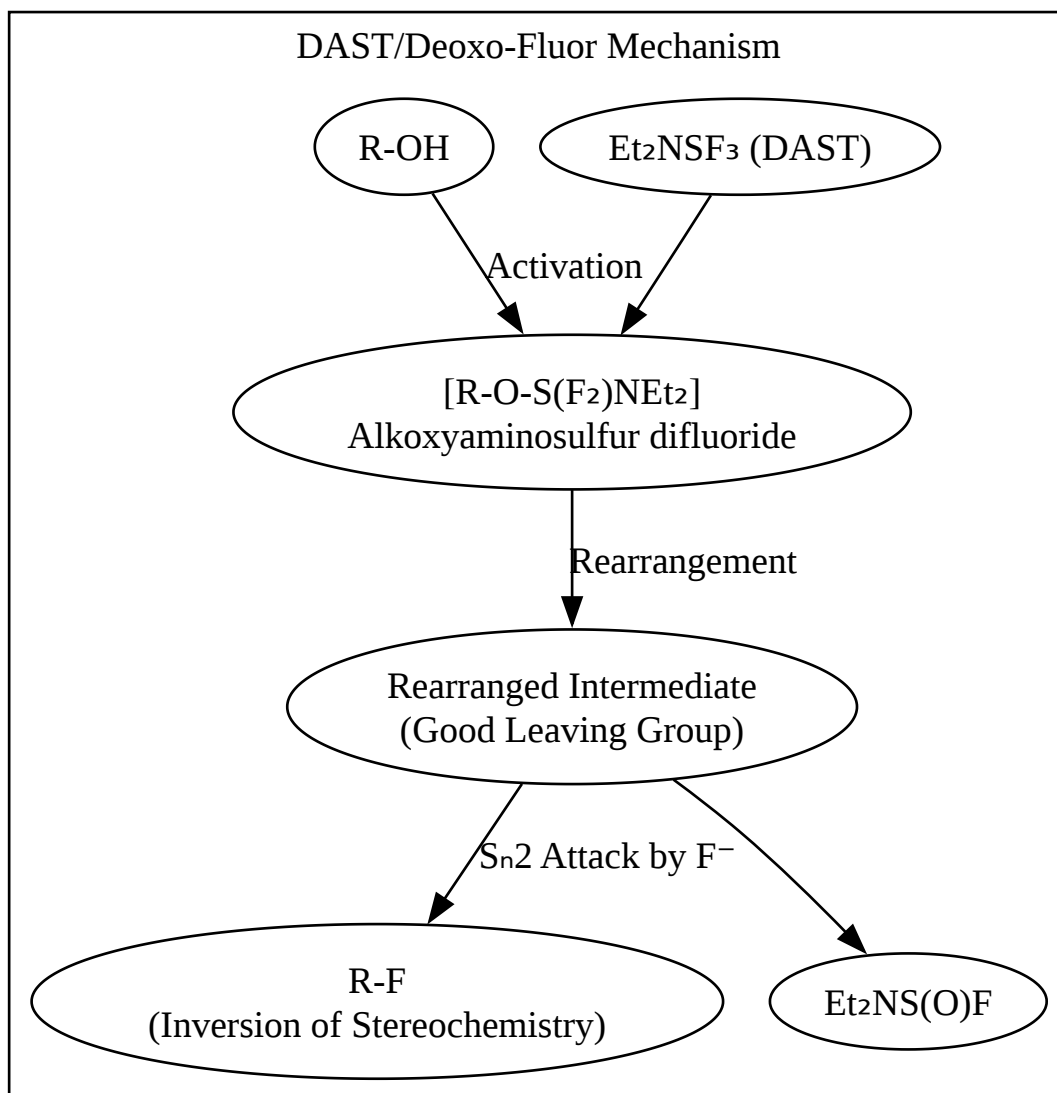 DAST/Deoxo-Fluor Mechanism
R-OH
Et₂NSF₃ (DAST)
Activation
[R-O-S(F₂)NEt₂]
Alkoxyaminosulfur difluoride
Rearrangement
Rearranged Intermediate
(Good Leaving Group)
Sₙ2 Attack by F⁻
R-F
(Inversion of Stereochemistry)
Et₂NS(O)F